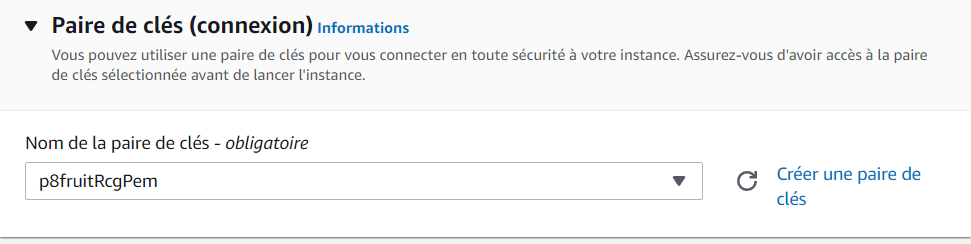 Paire de clés (connexion) Informations
Vous pouvez utiliser une paire de clés pour vous connecter en toute sécurité à votre instance. Assurez-vous d'avoir accès à la paire
de clés sélectionnée avant de lancer l'instance.
Nom de la paire de clés - obligatoire
p8fruitRcgPem
Créer une paire de
clés